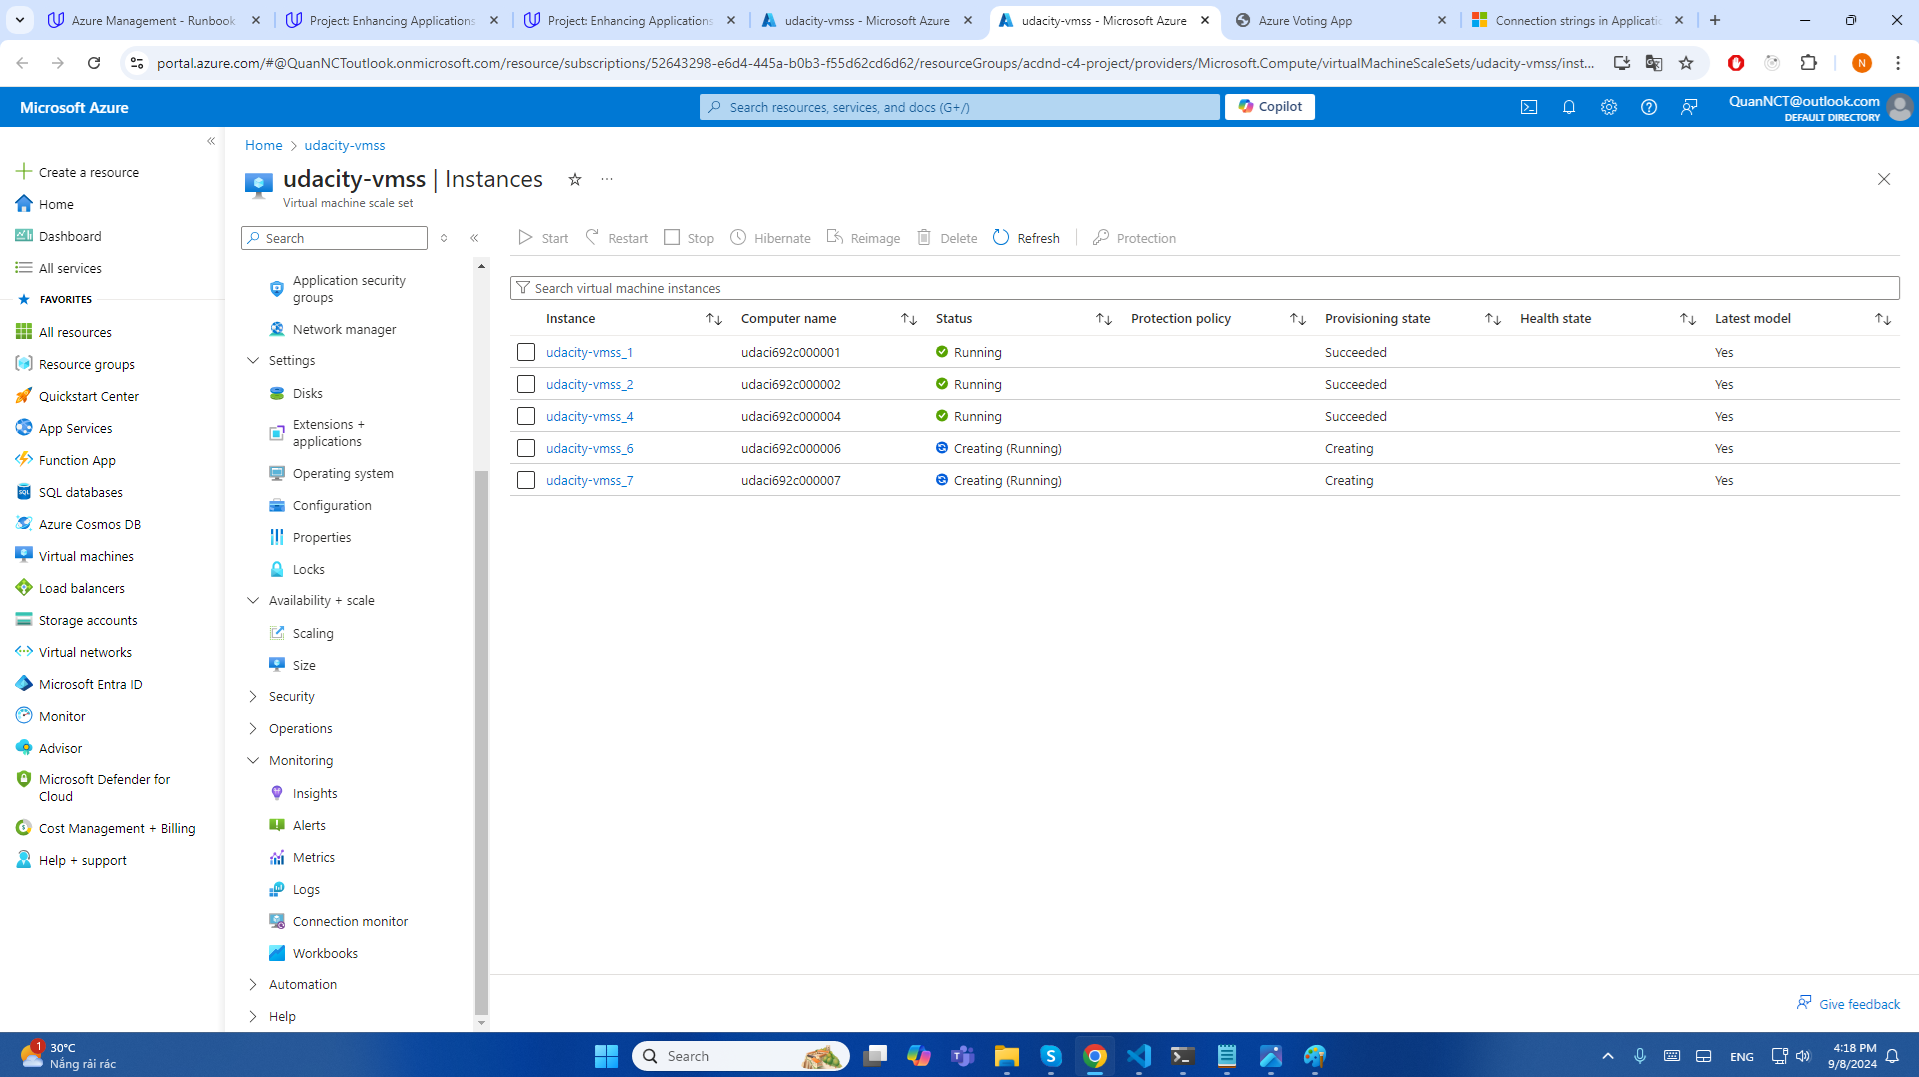 Azure Management - Runbook
Project: Enhancing Applications
Project: Enhancing Applications
udacity-vmss - Microsoft Azure
udacity-vmss - Microsoft Azure
Azure Voting App
Connection strings in Applicatio
portal.azure.com/#@QuanNCToutlook.onmicrosoft.com/resource/subscriptions/52643298-e6d4-445a-b0b3-f55d62cd6d62/resourceGroups/acdnd-c4-project/providers/Microsoft.Compute/virtualMachineScaleSets/udacity-vmss/inst...
N
Microsoft Azure
Search resources, services, and docs (G+/)
Copilot
QuanNCT@outlook.com
DEFAULT DIRECTORY
Create a resource
Home
Dashboard
All services
FAVORITES
All resources
Resource groups
Quickstart Center
App Services
Function App
SQL databases
Azure Cosmos DB
Virtual machines
Load balancers
Storage accounts
Virtual networks
Microsoft Entra ID
Monitor
Advisor
Microsoft Defender for
Cloud
Cost Management + Billing
Help + support
Home > udacity-vmss
udacity-vmss | Instances
Virtual machine scale set
Search
Application security
groups
Network manager
Settings
Disks
Extensions +
applications
Operating system
Configuration
Properties
Locks
Availability + scale
Scaling
Size
Security
Operations
Monitoring
Insights
Alerts
Metrics
Logs
Connection monitor
Workbooks
Automation
Help
Start Restart Stop Hibernate Reimage Delete Refresh Protection
Search virtual machine instances
Instance Computer name Status Protection policy Provisioning state Health state Latest model
udacity-vmss_1 udaci692c000001 Running Succeeded Yes
udacity-vmss_2 udaci692c000002 Running Succeeded Yes
udacity-vmss_4 udaci692c000004 Running Succeeded Yes
udacity-vmss_6 udaci692c000006 Creating (Running) Creating Yes
udacity-vmss_7 udaci692c000007 Creating (Running) Creating Yes
Give feedback
1
30°C
Nắng rải rác
Search
ENG
4:18 PM
9/8/2024